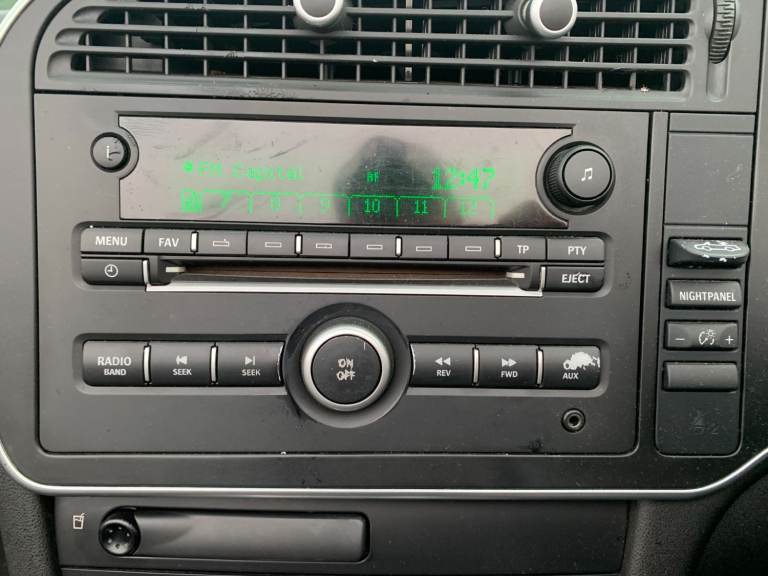 i
*FM Capital AF 12:47
7 8 9 10 11 12
MENU FAV TP PTY
EJECT
NIGHTPANEL
- +
RADIO BAND
SEEK SEEK
ON OFF
REV FWD
AUX